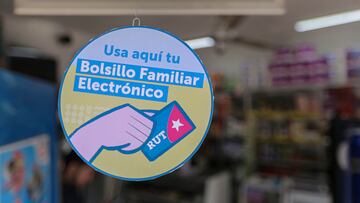 Usa aquí tu
Bolsillo Familiar
Electrónico
RUT